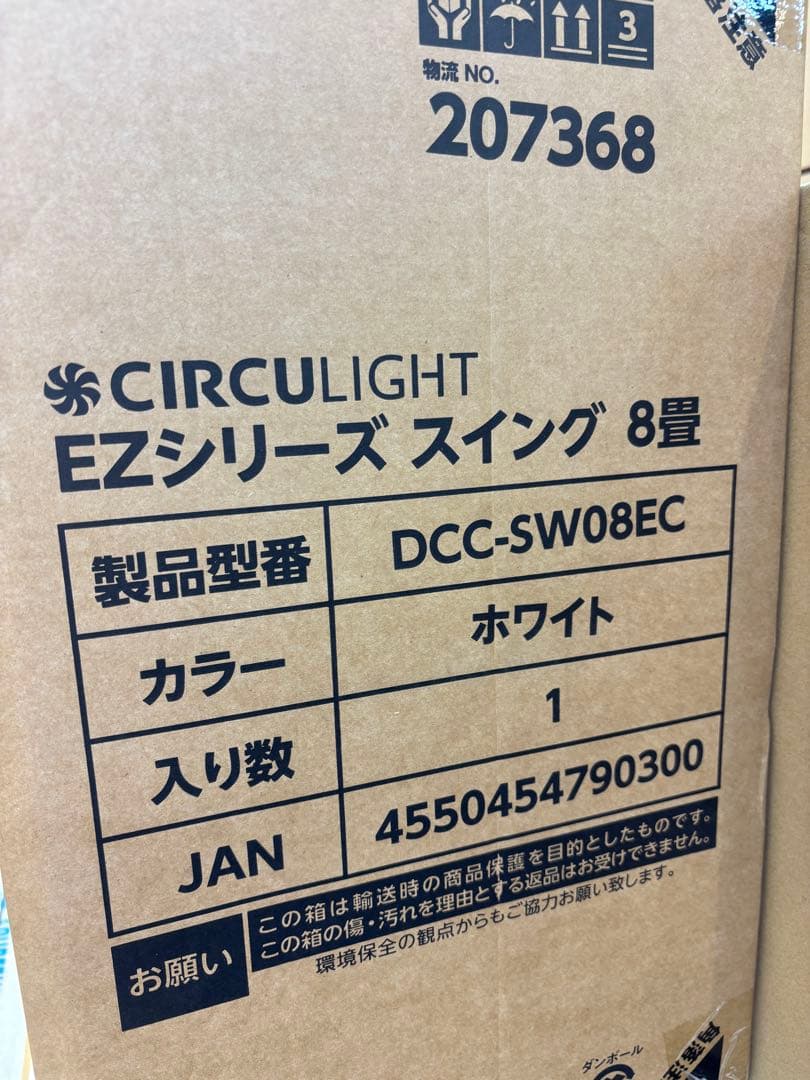 3
物流 NO.
207368
CIRCULIGHT
EZシリーズ スイング 8畳
製品型番 DCC-SW08EC
カラー ホワイト
入り数 1
JAN 4550454790300
お願い
この箱は輸送時の商品保護を目的としたものです。
この箱の傷・汚れを理由とする返品はお受けできません。
環境保全の観点からもご協力お願い致します。
ダンボール